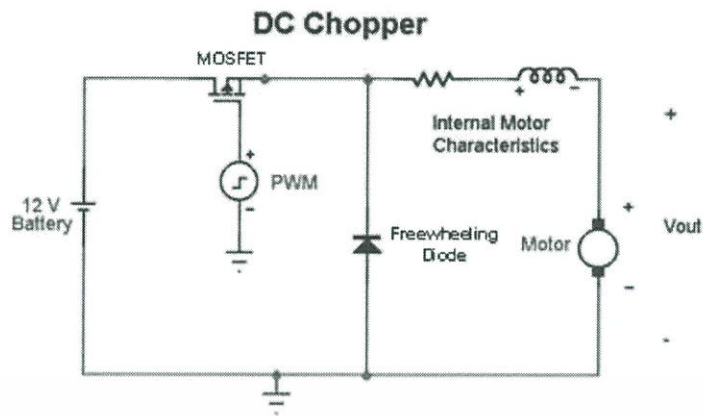 DC Chopper
MOSFET
+
-
Internal Motor
Characteristics
+
+
PWM
-
12 V
Battery
Freewheeling
Diode
Motor
+
-
Vout
-